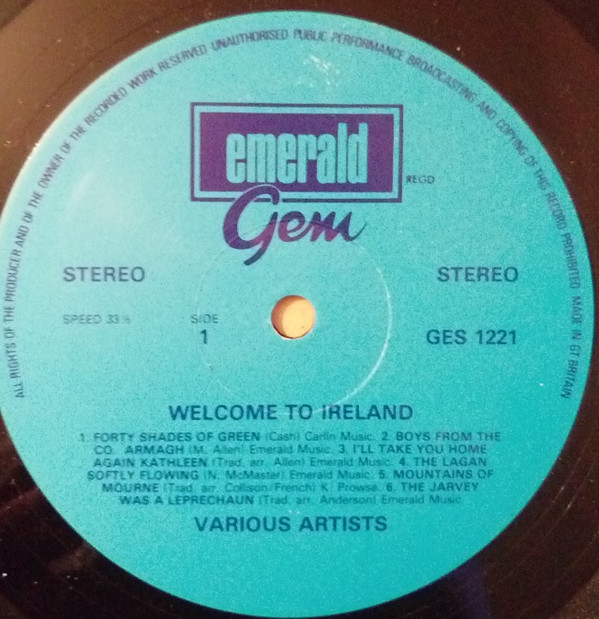 ALL RIGHTS OF THE PRODUCER AND OF THE OWNER OF THE RECORDED WORK RESERVED UNAUTHORISED PUBLIC PERFORMANCE BROADCASTING AND COPYING OF THIS RECORD PROHIBITED MADE IN GT BRITAIN
emerald
REGD
Gem
STEREO STEREO
SPEED 33⅓ SIDE
1 GES 1221
WELCOME TO IRELAND
1. FORTY SHADES OF GREEN (Cash) Carlin Music. 2. BOYS FROM THE
CO. ARMAGH (M. Allen) Emerald Music. 3. I'LL TAKE YOU HOME
AGAIN KATHLEEN (Trad. arr. Allen) Emerald Music. 4. THE LAGAN
SOFTLY FLOWING (N. McMaster) Emerald Music. 5. MOUNTAINS OF
MOURNE (Trad. arr. Collison/French) K. Prowse. 6. THE JARVEY
WAS A LEPRECHAUN (Trad. arr. Anderson) Emerald Music
VARIOUS ARTISTS